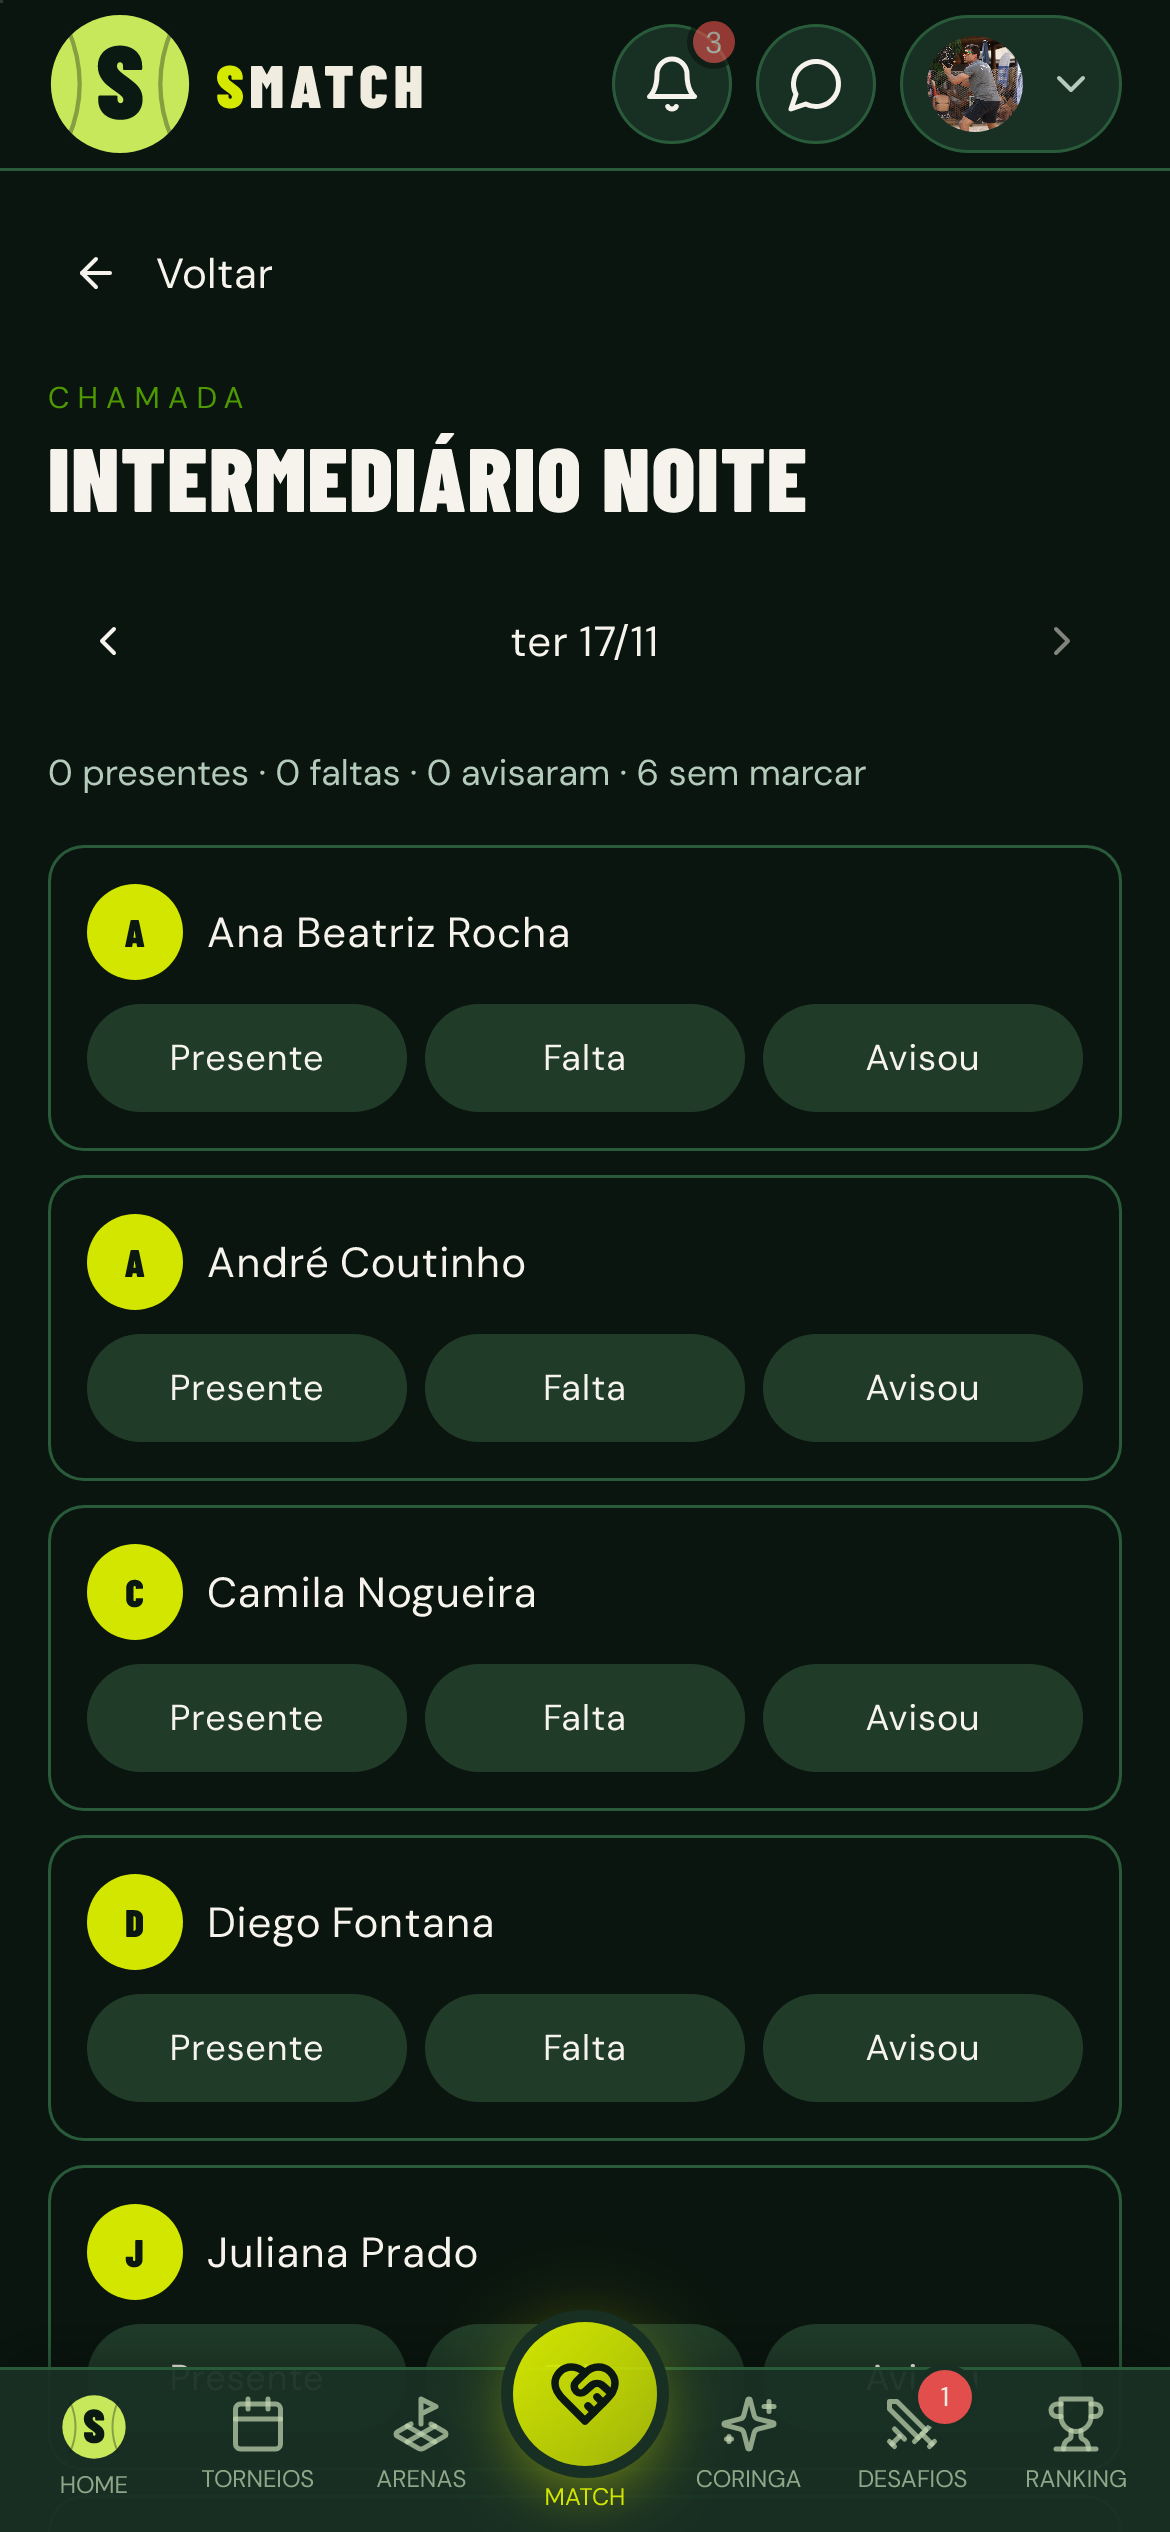 S SMATCH
3
Voltar
CHAMADA
INTERMEDIÁRIO NOITE
ter 17/11
0 presentes · 0 faltas · 0 avisaram · 6 sem marcar
A Ana Beatriz Rocha
Presente Falta Avisou
A André Coutinho
Presente Falta Avisou
C Camila Nogueira
Presente Falta Avisou
D Diego Fontana
Presente Falta Avisou
J Juliana Prado
Presente
1
S
HOME TORNEIOS ARENAS MATCH CORINGA DESAFIOS RANKING